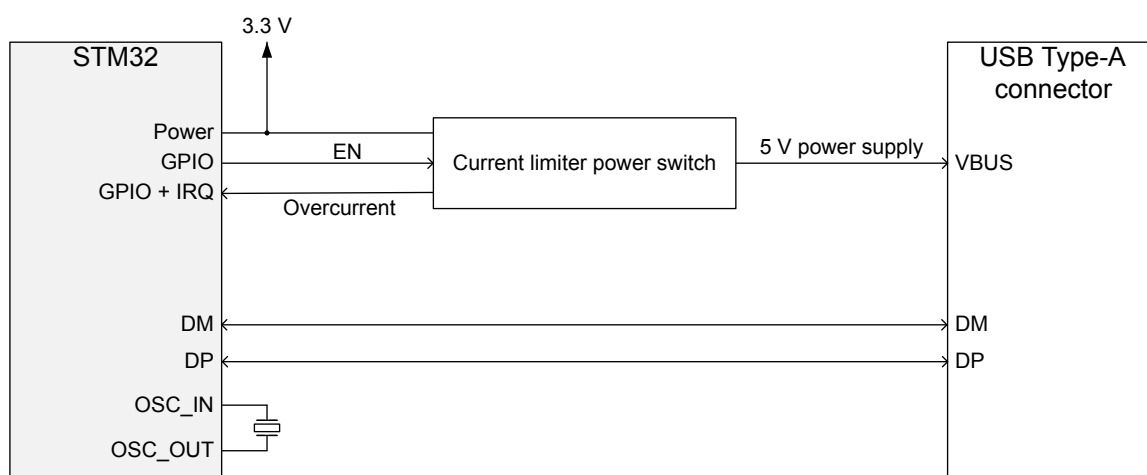 3.3 V
STM32
USB Type-A
connector
Power
GPIO
EN
Current limiter power switch
5 V power supply
VBUS
GPIO + IRQ
Overcurrent
DM
DM
DP
DP
OSC_IN
OSC_OUT